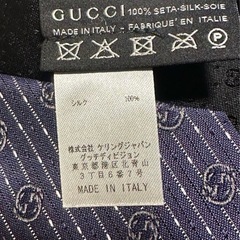 GUCCI 100% SETA-SILK-SOIE
MADE IN ITALY - FABRIQUÉ EN ITALIE
シルク 100%
株式会社 ケリングジャパン
グッチディビジョン
東京都港区北青山
3丁目6番7号
MADE IN ITALY